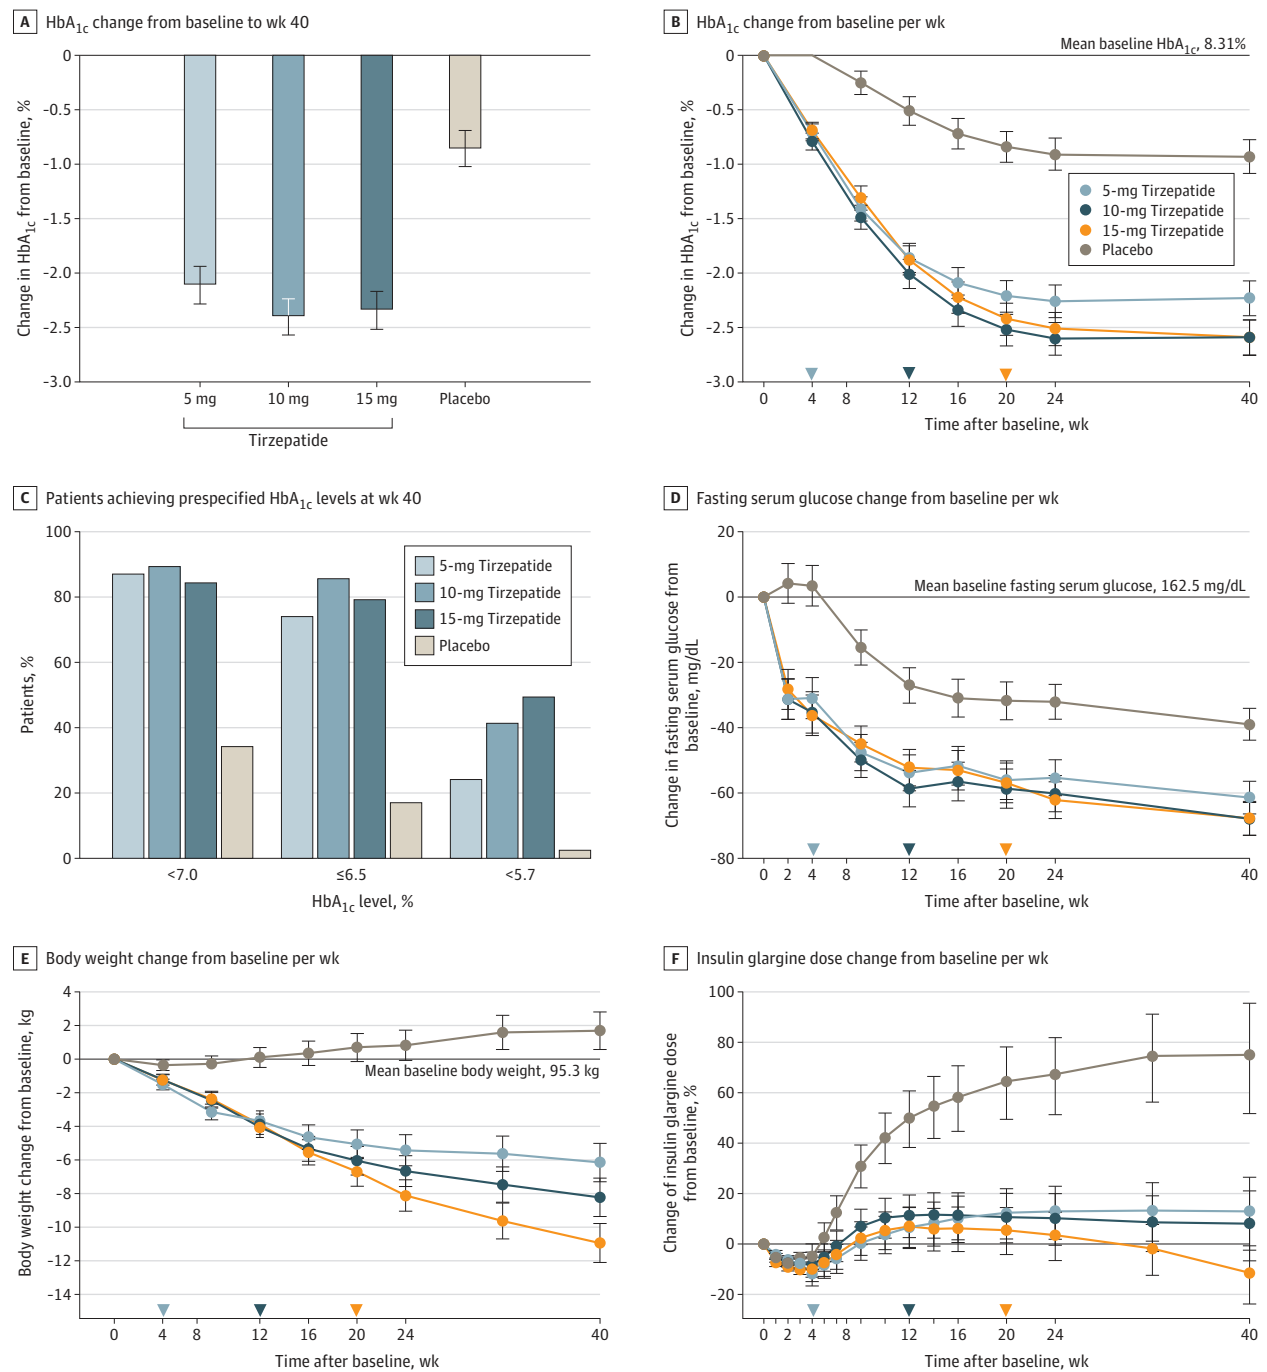 A HbA1c change from baseline to wk 40
Change in HbA1c from baseline, %
0
-0.5
-1.0
-1.5
-2.0
-2.5
-3.0
5 mg 10 mg 15 mg Placebo
Tirzepatide
B HbA1c change from baseline per wk
Mean baseline HbA1c, 8.31%
Change in HbA1c from baseline, %
0
-0.5
-1.0
-1.5
-2.0
-2.5
-3.0
5-mg Tirzepatide
10-mg Tirzepatide
15-mg Tirzepatide
Placebo
0 4 8 12 16 20 24 40
Time after baseline, wk
C Patients achieving prespecified HbA1c levels at wk 40
Patients, %
100
80
60
40
20
0
5-mg Tirzepatide
10-mg Tirzepatide
15-mg Tirzepatide
Placebo
<7.0 ≤6.5 <5.7
HbA1c level, %
D Fasting serum glucose change from baseline per wk
Change in fasting serum glucose from
baseline, mg/dL
20
0
-20
-40
-60
-80
Mean baseline fasting serum glucose, 162.5 mg/dL
0 2 4 8 12 16 20 24 40
Time after baseline, wk
E Body weight change from baseline per wk
Body weight change from baseline, kg
4
2
0
-2
-4
-6
-8
-10
-12
-14
Mean baseline body weight, 95.3 kg
0 4 8 12 16 20 24 40
Time after baseline, wk
F Insulin glargine dose change from baseline per wk
Change of insulin glargine dose
from baseline, %
100
80
60
40
20
0
-20
0 2 4 8 12 16 20 24 40
Time after baseline, wk